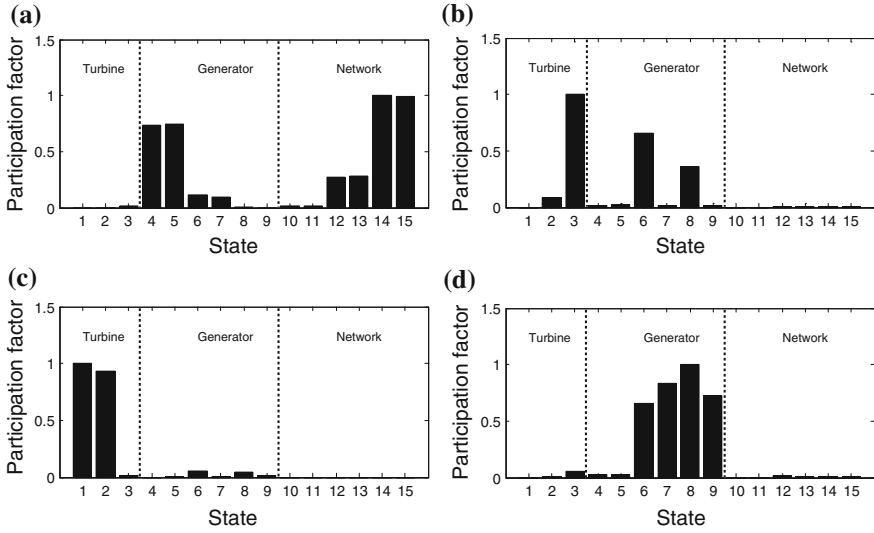 (a)
Participation factor
1.5
1
0.5
0
Turbine Generator Network
1 2 3 4 5 6 7 8 9 10 11 12 13 14 15
State
(b)
Participation factor
1.5
1
0.5
0
Turbine Generator Network
1 2 3 4 5 6 7 8 9 10 11 12 13 14 15
State
(c)
Participation factor
1.5
1
0.5
0
Turbine Generator Network
1 2 3 4 5 6 7 8 9 10 11 12 13 14 15
State
(d)
Participation factor
1.5
1
0.5
0
Turbine Generator Network
1 2 3 4 5 6 7 8 9 10 11 12 13 14 15
State